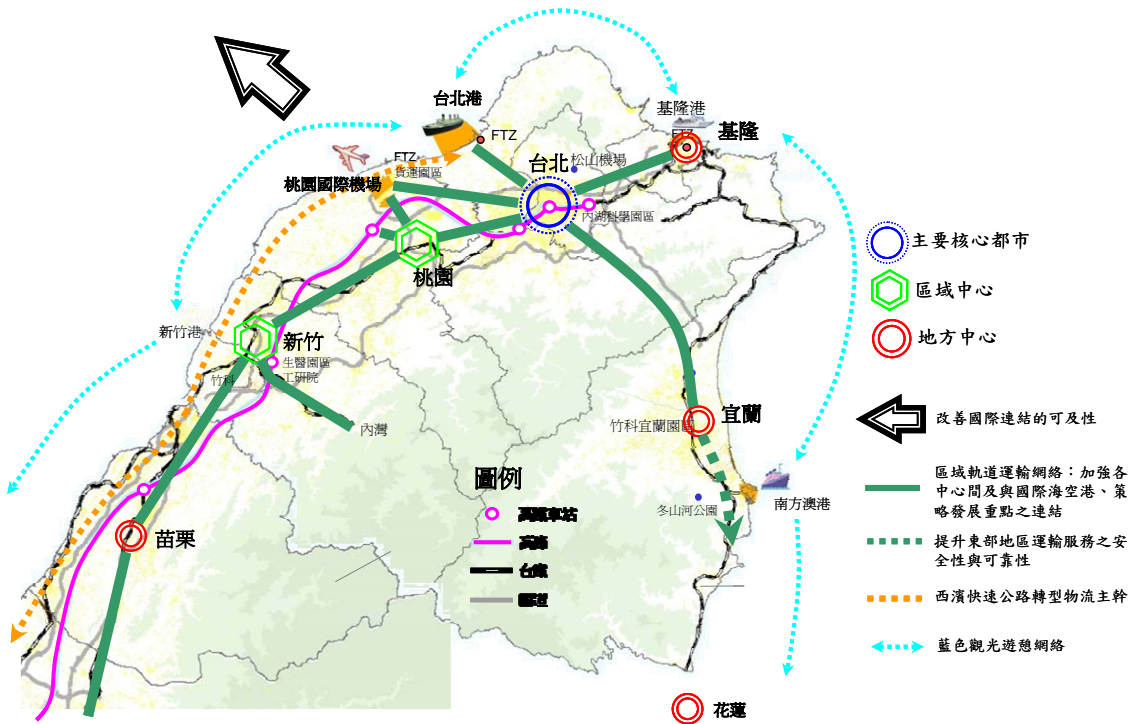 台北港
基隆港
FTZ
基隆
FTZ
台北
松山機場
FTZ
貨運園區
桃園國際機場
內湖科學園區
主要核心都市
桃園
區域中心
新竹港
新竹
地方中心
生醫園區
竹科
工研院
宜蘭
改善國際連結的可及性
竹科宜蘭園區
內灣
圖例
區域軌道運輸網絡：加強各
中心間及與國際海空港、策
略發展重點之連結
南方澳港
冬山河公園
高鐵車站
苗栗
提升東部地區運輸服務之安
全性與可靠性
高鐵
台鐵
國道
西濱快速公路轉型物流主幹
藍色觀光遊憩網絡
花蓮